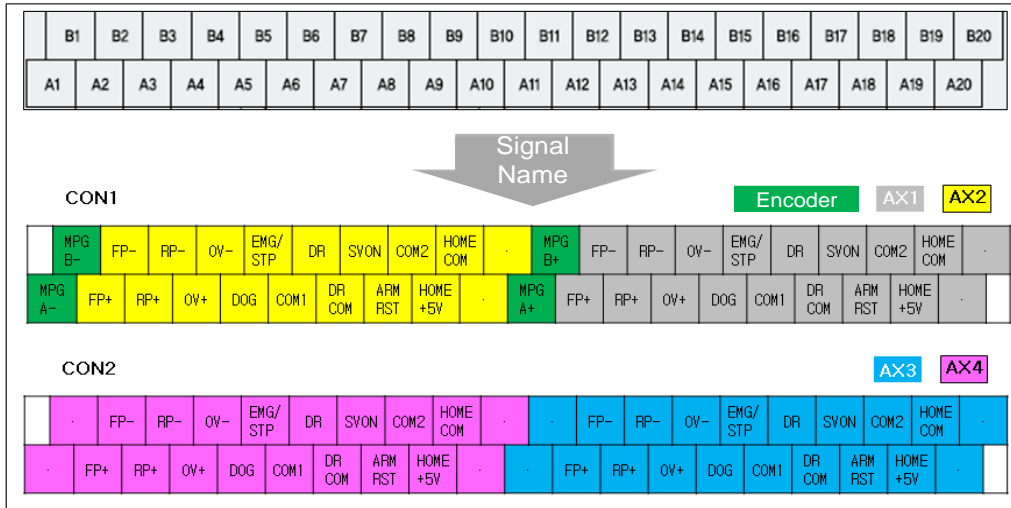 B1 B2 B3 B4 B5 B6 B7 B8 B9 B10 B11 B12 B13 B14 B15 B16 B17 B18 B19 B20
A1 A2 A3 A4 A5 A6 A7 A8 A9 A10 A11 A12 A13 A14 A15 A16 A17 A18 A19 A20
Signal
Name
CON1 Encoder AX1 AX2
MPG B- FP- RP- OV- EMG/ STP DR SVON COM2 HOME COM · MPG B+ FP- RP- OV- EMG/ STP DR SVON COM2 HOME COM ·
MPG A- FP+ RP+ OV+ DOG COM1 DR COM ARM RST HOME +5V · MPG A+ FP+ RP+ OV+ DOG COM1 DR COM ARM RST HOME +5V ·
CON2 AX3 AX4
· FP- RP- OV- EMG/ STP DR SVON COM2 HOME COM · · FP- RP- OV- EMG/ STP DR SVON COM2 HOME COM ·
· FP+ RP+ OV+ DOG COM1 DR COM ARM RST HOME +5V · · FP+ RP+ OV+ DOG COM1 DR COM ARM RST HOME +5V ·